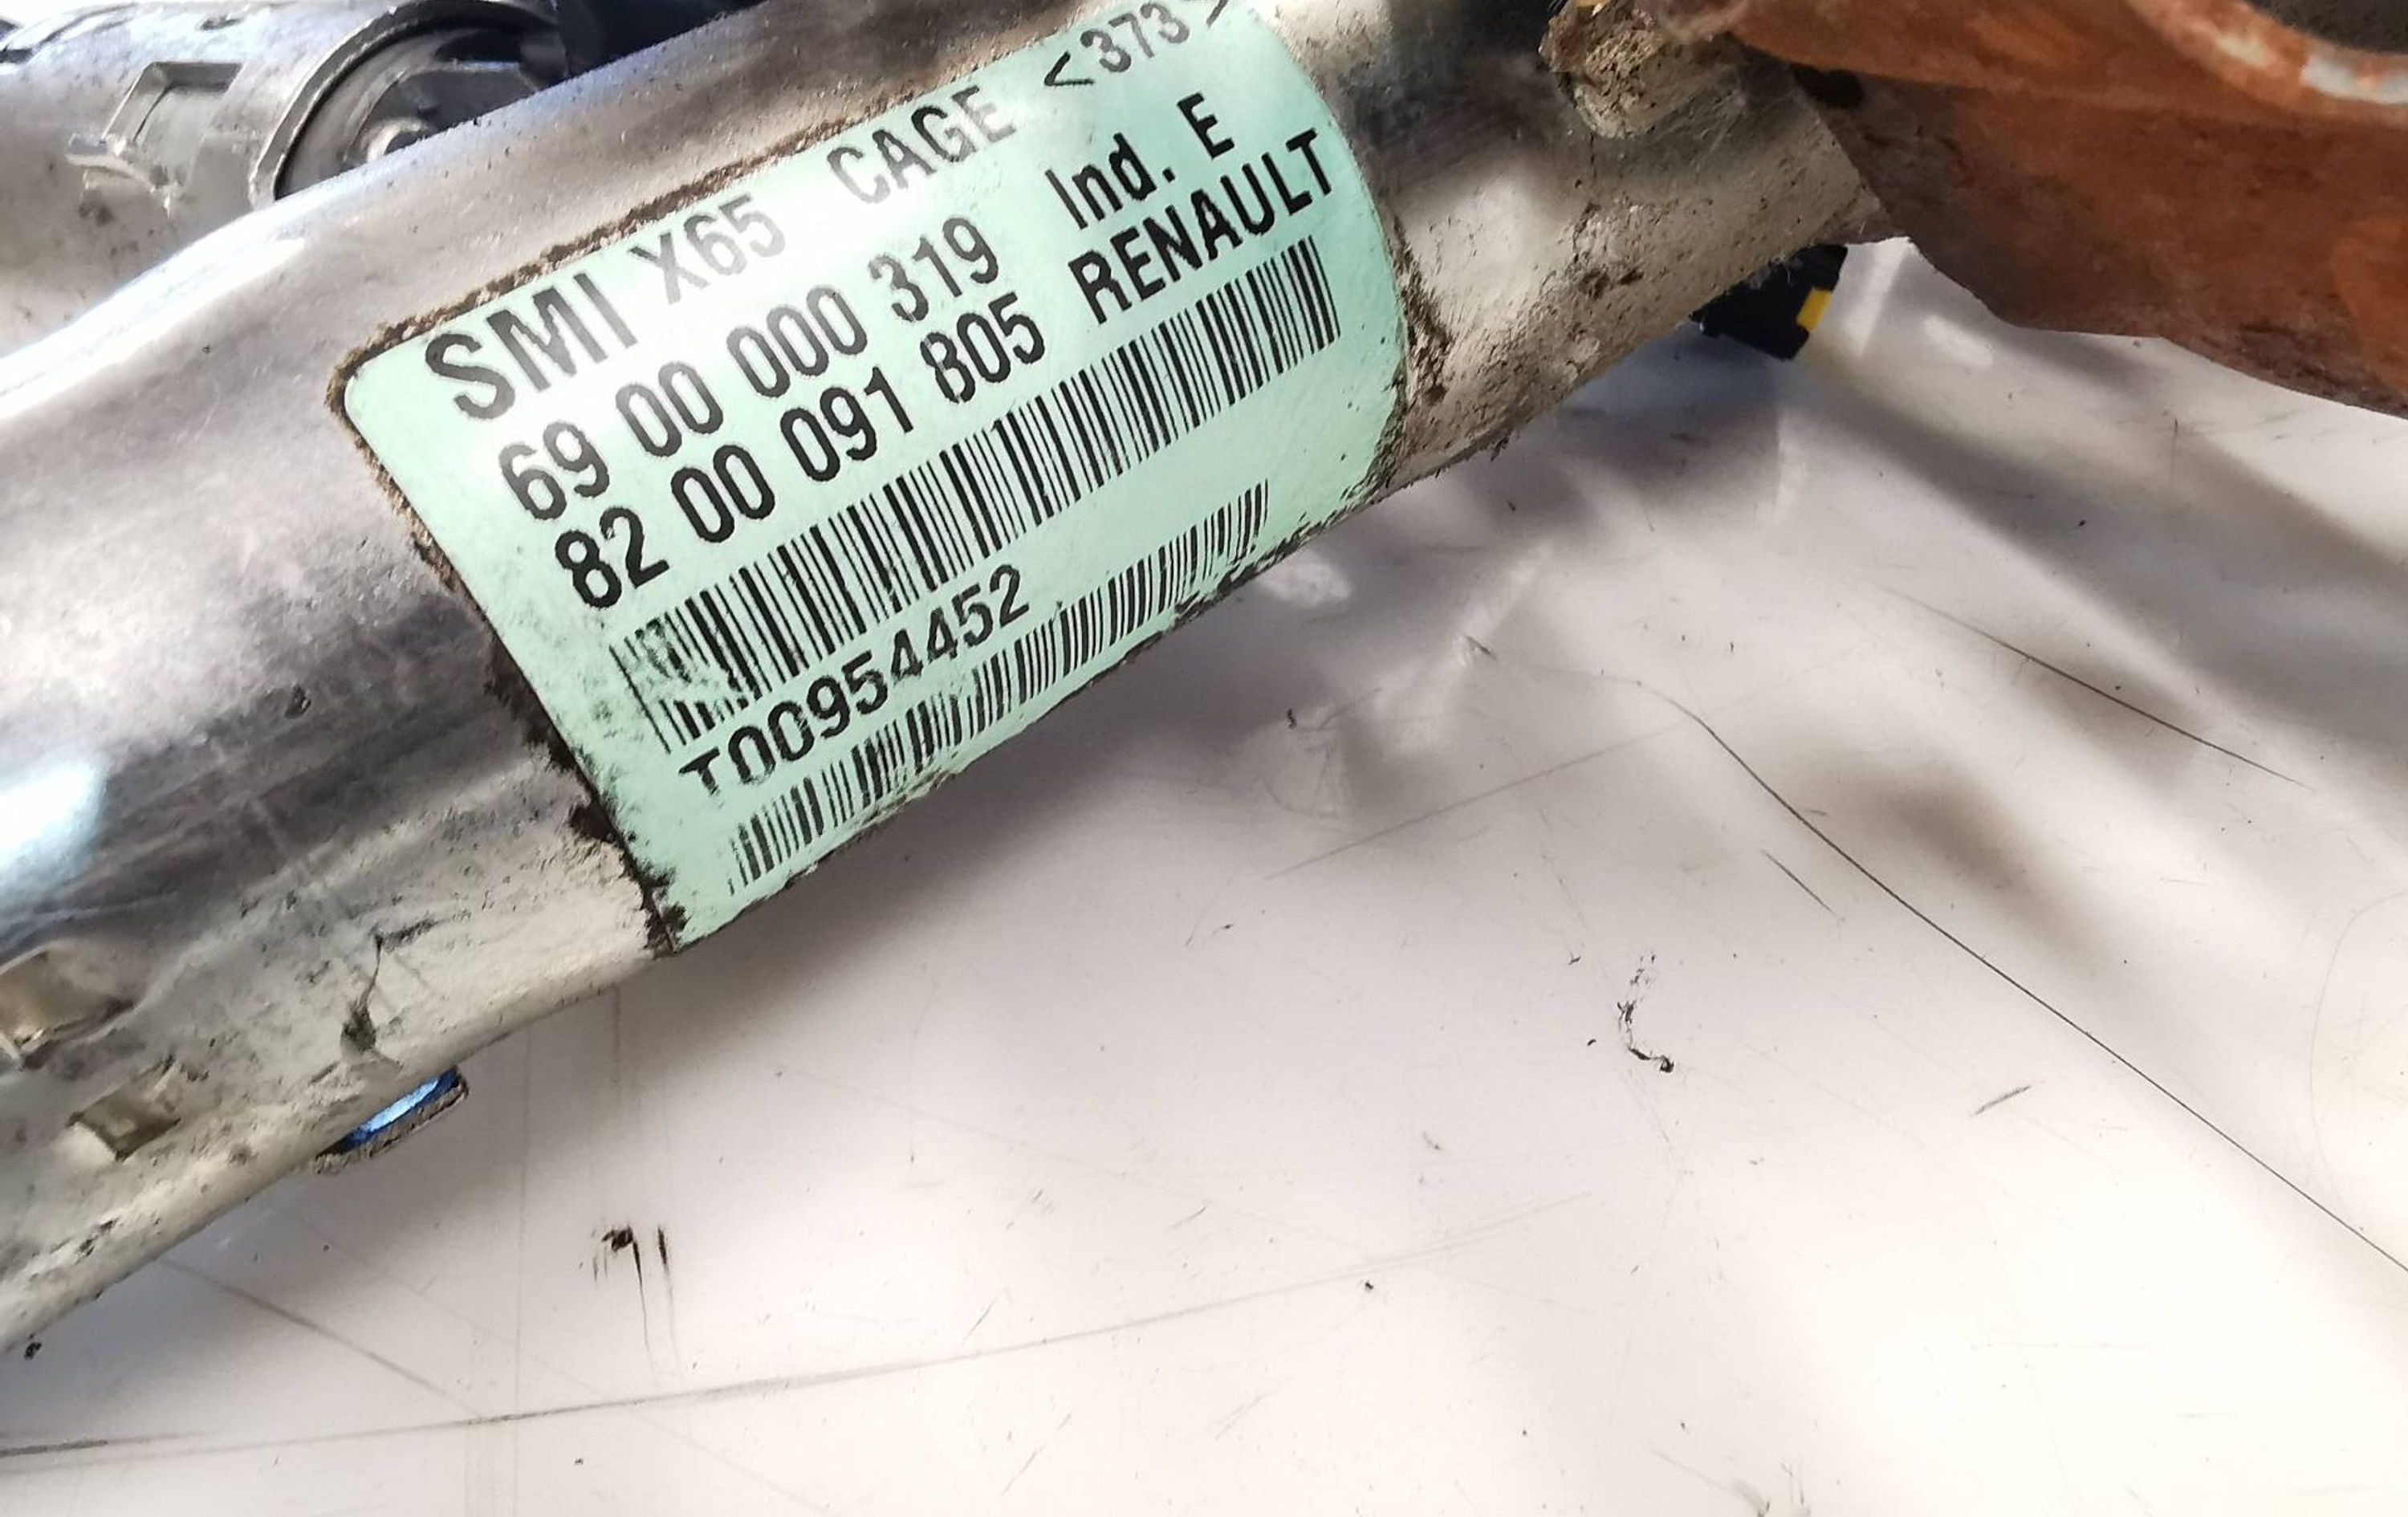 SMI X65 CAGE <373>
69 00 000 319 Ind. E
82 00 091 805 RENAULT
T00954452